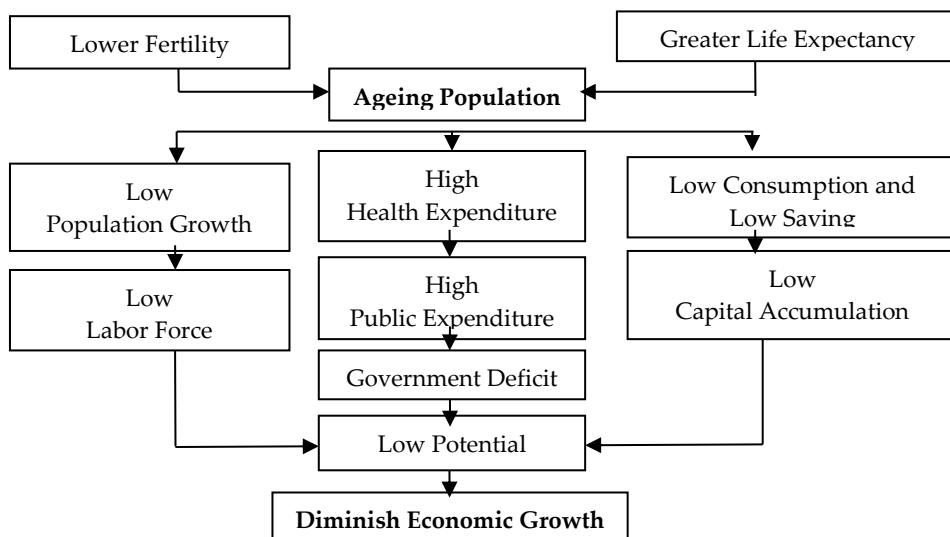 Lower Fertility
Greater Life Expectancy
Ageing Population
Low
Population Growth
High
Health Expenditure
Low Consumption and
Low Saving
Low
Labor Force
High
Public Expenditure
Low
Capital Accumulation
Government Deficit
Low Potential
Diminish Economic Growth